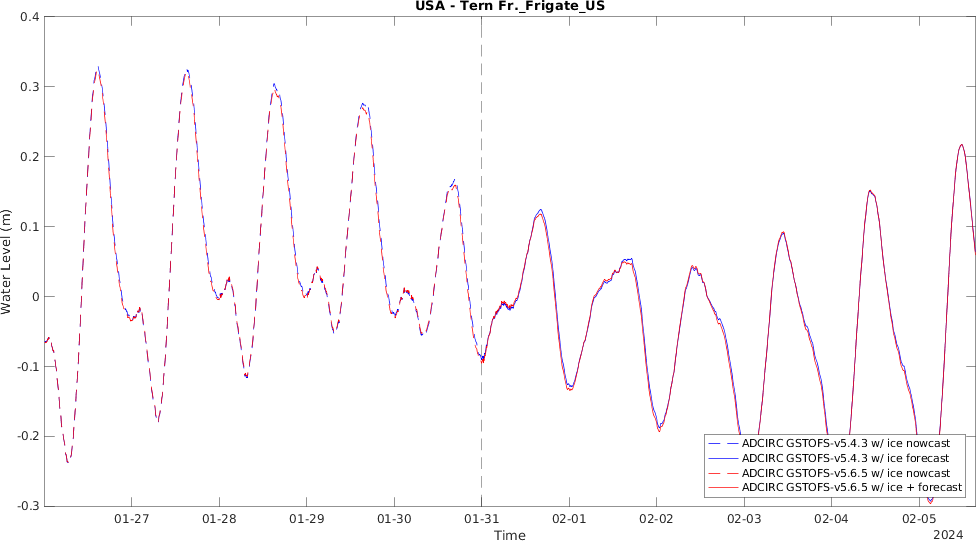 USA - Tern Fr._Frigate_US
0.4
0.3
0.2
0.1
0
-0.1
-0.2
-0.3
Water Level (m)
ADCIRC GSTOFS-v5.4.3 w/ ice nowcast
ADCIRC GSTOFS-v5.4.3 w/ ice forecast
ADCIRC GSTOFS-v5.6.5 w/ ice nowcast
ADCIRC GSTOFS-v5.6.5 w/ ice + forecast
01-27 01-28 01-29 01-30 01-31 02-01 02-02 02-03 02-04 02-05
Time
2024